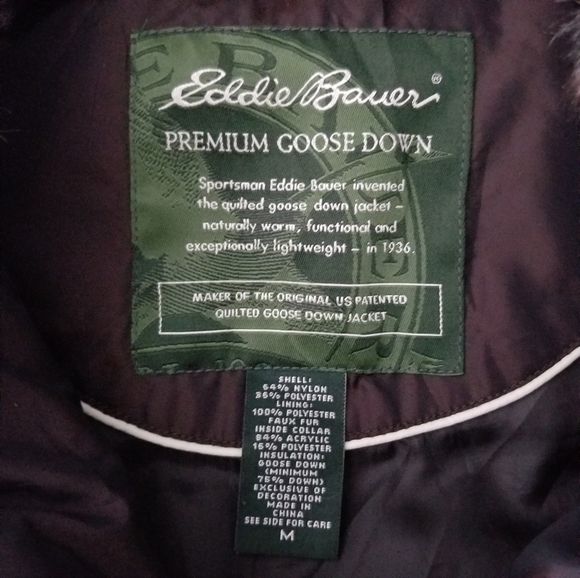 Eddie Bauer®
PREMIUM GOOSE DOWN
Sportsman Eddie Bauer invented
the quilted goose down jacket –
naturally warm, functional and
exceptionally lightweight – in 1936.
MAKER OF THE ORIGINAL US PATENTED
QUILTED GOOSE DOWN JACKET
SHELL:
64% NYLON
36% POLYESTER
LINING:
100% POLYESTER
FAUX FUR
INSIDE COLLAR
84% ACRYLIC
16% POLYESTER
INSULATION:
GOOSE DOWN
(MINIMUM
75% DOWN)
EXCLUSIVE OF
DECORATION
MADE IN
CHINA
SEE SIDE FOR CARE
M